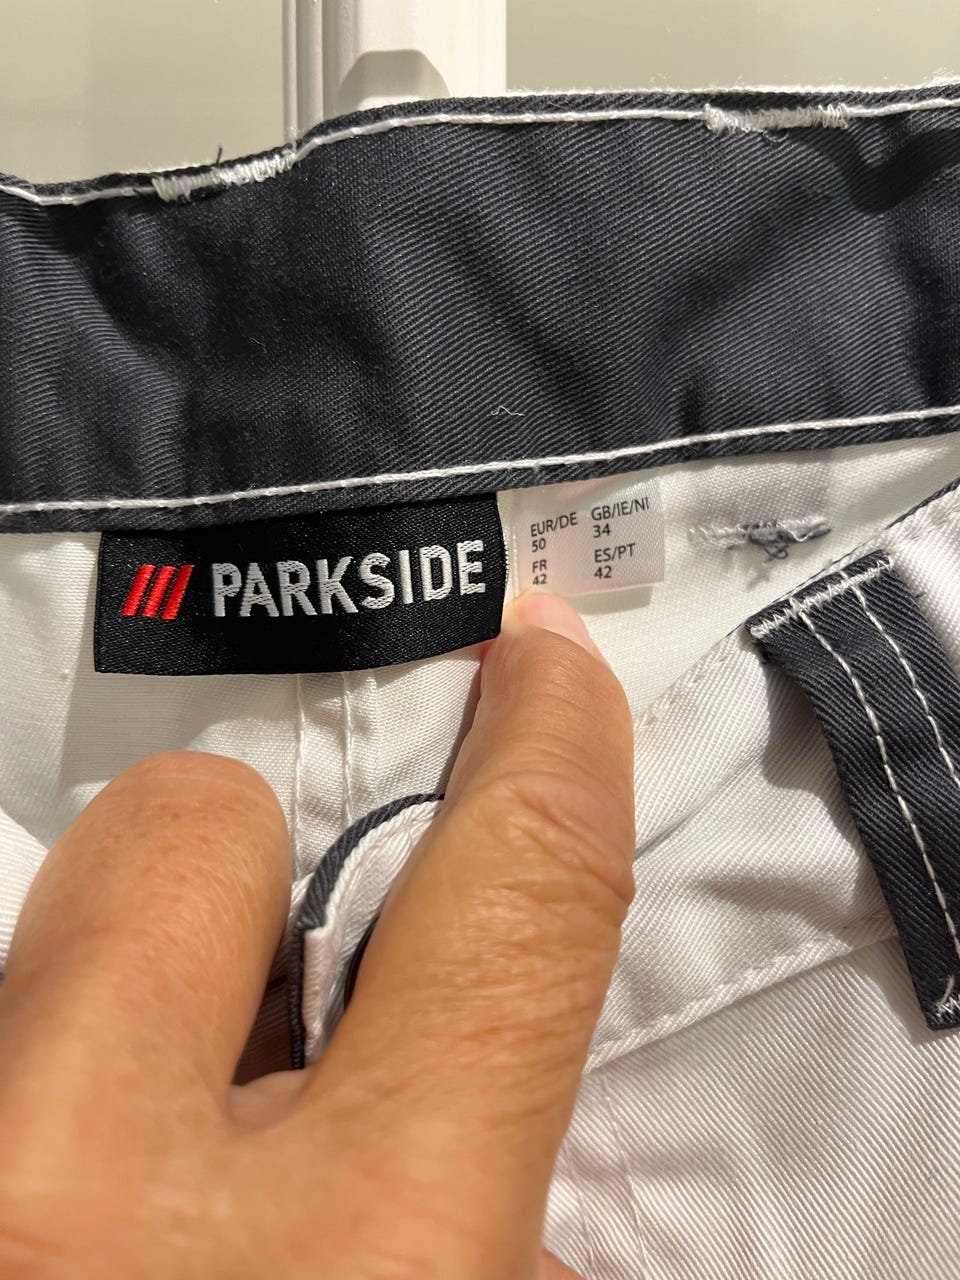 PARKSIDE
EUR/DE GB/IE/NI
50 34
FR ES/PT
42 42